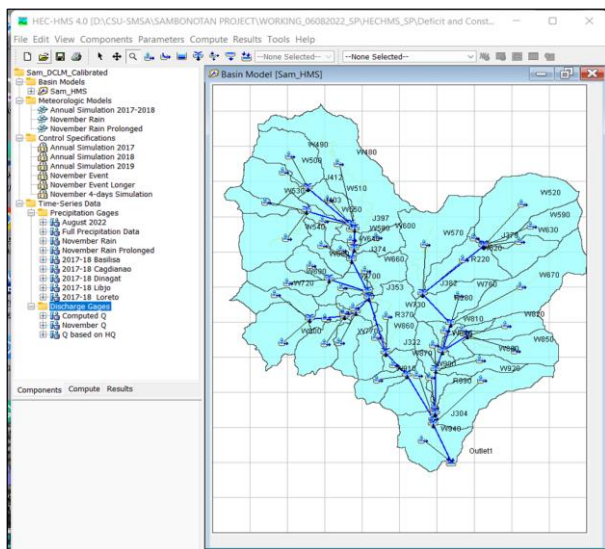 HEC-HMS 4.0 [D:\CSU-SMSA\SAMBONOTAN PROJECT\WORKING_06082022_SP\HECHMS_SP\Deficit and Const...
File Edit View Components Parameters Compute Results Tools Help
--None Selected-- --None Selected--
Sam_DCLM_Calibrated
Basin Models
Sam_HMS
Meteorologic Models
Annual Simulation 2017-2018
November Rain
November Rain Prolonged
Control Specifications
Annual Simulation 2017
Annual Simulation 2018
Annual Simulation 2019
November Event
November Event Longer
November 4-days Simulation
Time-Series Data
Precipitation Gages
August 2022
Full Precipitation Data
November Rain
November Rain Prolonged
2017-18 Basilisa
2017-18 Cagdianao
2017-18 Dinagat
2017-18 Libjo
2017-18 Loreto
Discharge Gages
Computed Q
November Q
Q based on HQ
Components Compute Results
Basin Model [Sam_HMS]
W490
W480
W500
J412
W510
W530
W520
W550
J397
W590
W540
W600
W570
W630
J374
W660
W670
W690
W720
J353
J382
W760
W730
R280
R370
W810
W820
W860
W850
J322
W870
W880
W920
R890
J304
W940
Outlet1